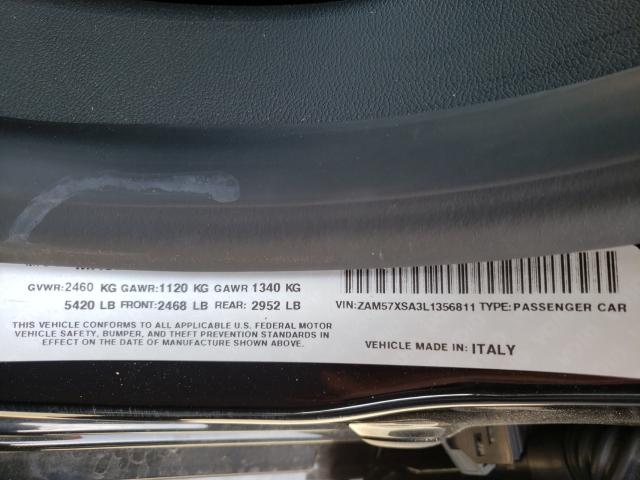 GVWR:2460 KG GAWR:1120 KG GAWR 1340 KG
5420 LB FRONT:2468 LB REAR: 2952 LB
THIS VEHICLE CONFORMS TO ALL APPLICABLE U.S. FEDERAL MOTOR
VEHICLE SAFETY, BUMPER, AND THEFT PREVENTION STANDARDS IN
EFFECT ON THE DATE OF MANUFACTURE SHOWN ABOVE.
VIN:ZAM57XSA3L1356811 TYPE:PASSENGER CAR
VEHICLE MADE IN: ITALY